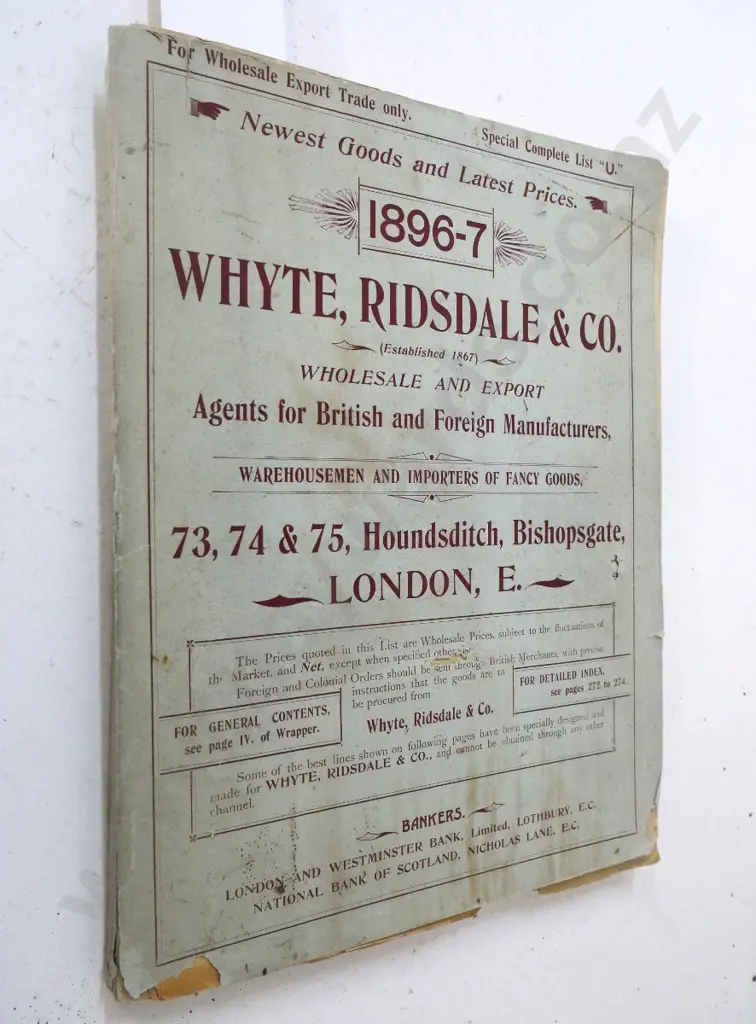 For Wholesale Export Trade only.
Special Complete List "U."
Newest Goods and Latest Prices.
1896-7
WHYTE, RIDSDALE & CO.
(Established 1867)
WHOLESALE AND EXPORT
Agents for British and Foreign Manufacturers,
WAREHOUSEMEN AND IMPORTERS OF FANCY GOODS,
73, 74 & 75, Houndsditch, Bishopsgate,
LONDON, E.
The Prices quoted in this List are Wholesale Prices, subject to the fluctuations of
the Market, and Net, except when specified otherwise.
Foreign and Colonial Orders should be sent through British Merchants, with precise
instructions that the goods are to
be procured from
Whyte, Ridsdale & Co.
FOR GENERAL CONTENTS,
see page IV. of Wrapper.
FOR DETAILED INDEX,
see pages 272 to 274.
Some of the best lines shown on following pages have been specially designed and
made for WHYTE, RIDSDALE & CO., and cannot be obtained through any other
channel.
BANKERS.
LONDON AND WESTMINSTER BANK, Limited, LOTHBURY, E.C.
NATIONAL BANK OF SCOTLAND, NICHOLAS LANE, E.C.